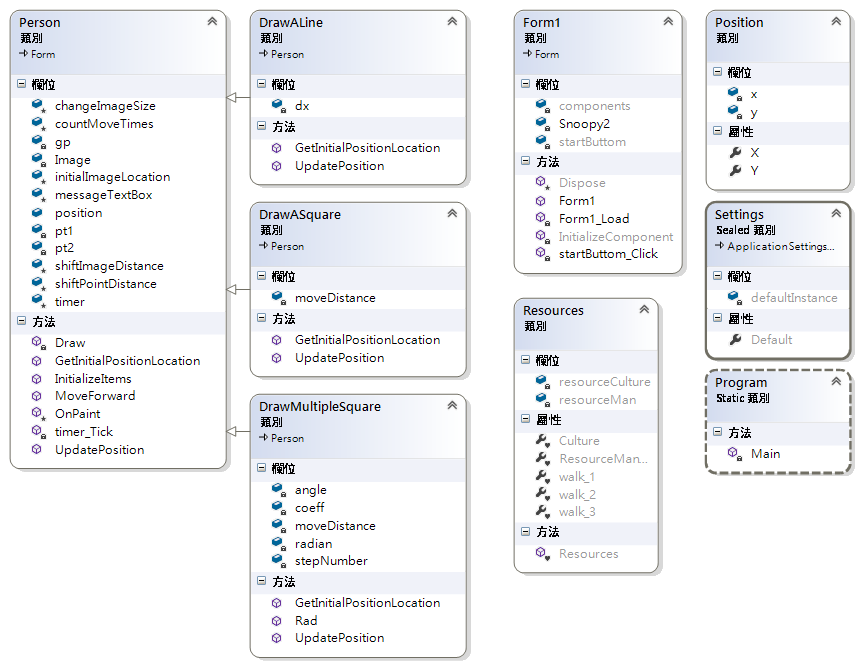 Person
類別
Form
欄位
changeImageSize
countMoveTimes
gp
Image
initialImageLocation
messageTextBox
position
pt1
pt2
shiftImageDistance
shiftPointDistance
timer
方法
Draw
GetInitialPositionLocation
InitializeItems
MoveForward
OnPaint
timer_Tick
UpdatePosition
DrawALine
類別
Person
欄位
dx
方法
GetInitialPositionLocation
UpdatePosition
DrawASquare
類別
Person
欄位
moveDistance
方法
GetInitialPositionLocation
UpdatePosition
DrawMultipleSquare
類別
Person
欄位
angle
coeff
moveDistance
radian
stepNumber
方法
GetInitialPositionLocation
Rad
UpdatePosition
Form1
類別
Form
欄位
components
Snoopy2
startButtom
方法
Dispose
Form1
Form1_Load
InitializeComponent
startButtom_Click
Resources
類別
欄位
resourceCulture
resourceMan
屬性
Culture
ResourceMan...
walk_1
walk_2
walk_3
方法
Resources
Position
類別
欄位
x
y
屬性
X
Y
Settings
Sealed 類別
ApplicationSettings...
欄位
defaultInstance
屬性
Default
Program
Static 類別
方法
Main